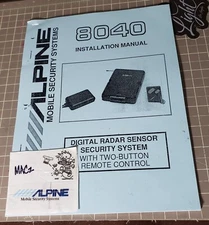 8040
INSTALLATION MANUAL
ALPINE
MOBILE SECURITY SYSTEMS
DIGITAL RADAR SENSOR
SECURITY SYSTEM
WITH TWO-BUTTON
REMOTE CONTROL
ALPINE
Mobile Security Systems